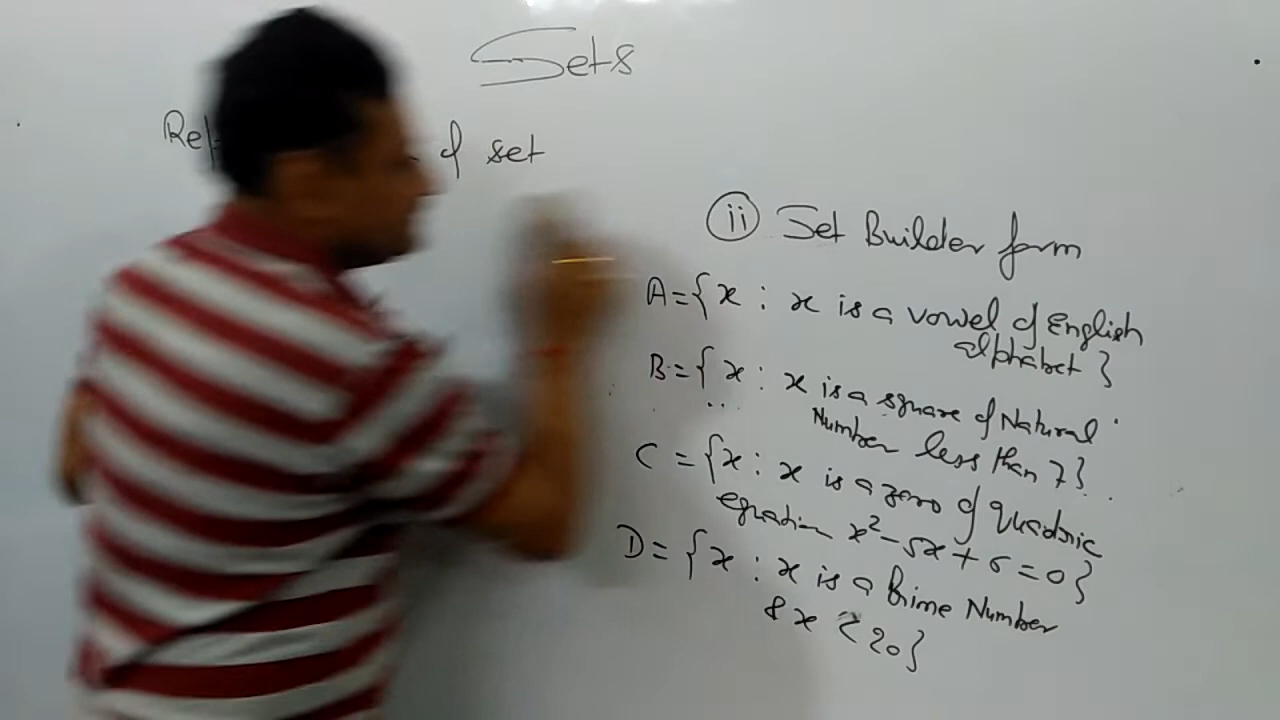 Sets
of set
(ii) Set Builder form
A={x : x is a vowel of English
alphabet}
B={x : x is a square of Natural
Number less than 7}
C={x : x is a zero of quadric
equation x²-5x+6=0}
D={x : x is a Prime Number
& x < 20}